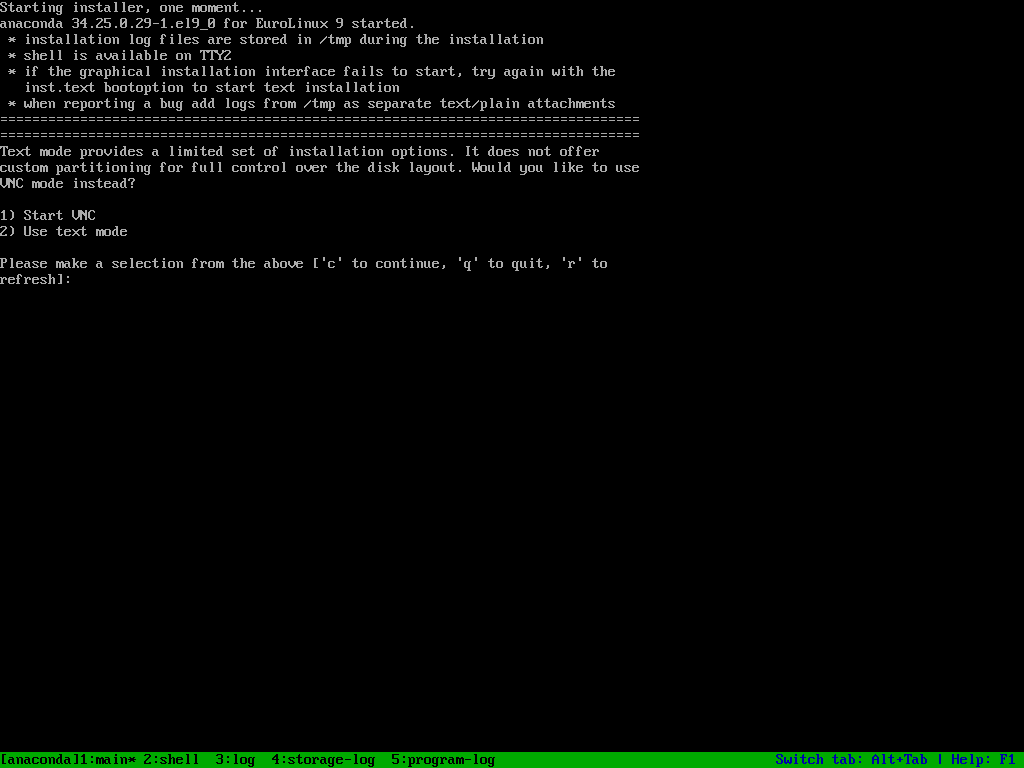 Starting installer, one moment...
anaconda 34.25.0.29-1.el9_0 for EuroLinux 9 started.
 * installation log files are stored in /tmp during the installation
 * shell is available on TTY2
 * if the graphical installation interface fails to start, try again with the
   inst.text bootoption to start text installation
 * when reporting a bug add logs from /tmp as separate text/plain attachments
================================================================================
================================================================================
Text mode provides a limited set of installation options. It does not offer
custom partitioning for full control over the disk layout. Would you like to use
VNC mode instead?

1) Start VNC
2) Use text mode

Please make a selection from the above ['c' to continue, 'q' to quit, 'r' to
refresh]:
[anaconda]1:main* 2:shell  3:log  4:storage-log  5:program-log Switch tab: Alt+Tab | Help: F1